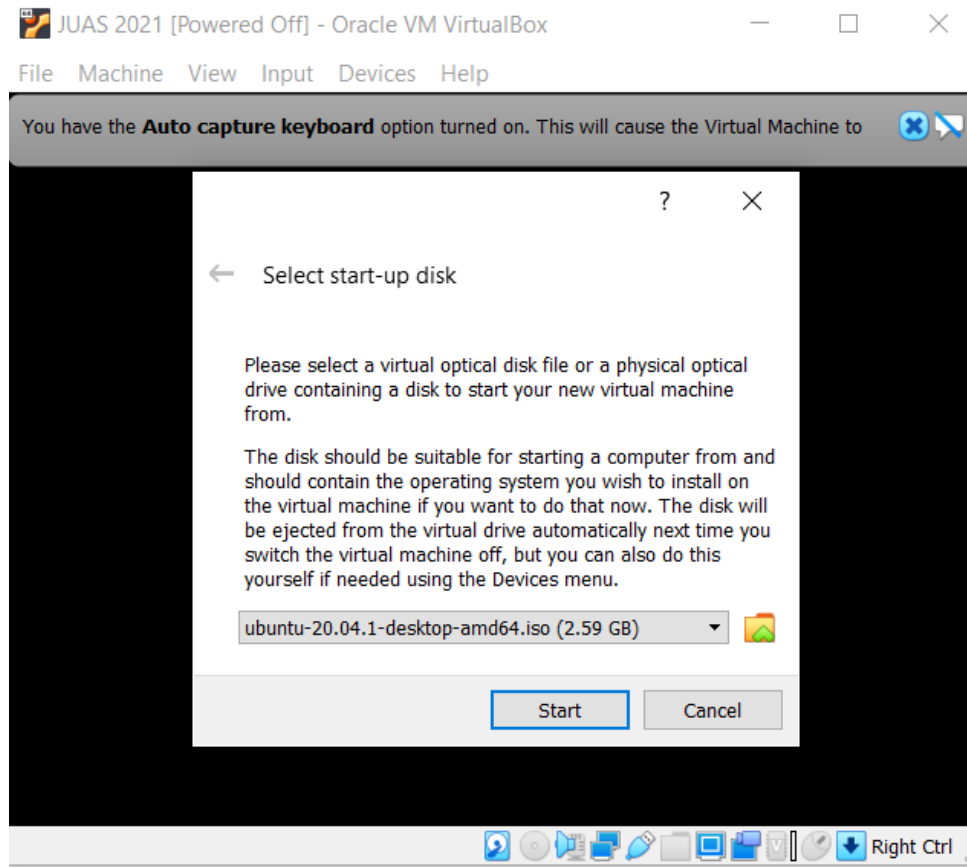 JUAS 2021 [Powered Off] - Oracle VM VirtualBox
File Machine View Input Devices Help
You have the Auto capture keyboard option turned on. This will cause the Virtual Machine to
?
Select start-up disk
Please select a virtual optical disk file or a physical optical
drive containing a disk to start your new virtual machine
from.
The disk should be suitable for starting a computer from and
should contain the operating system you wish to install on
the virtual machine if you want to do that now. The disk will
be ejected from the virtual drive automatically next time you
switch the virtual machine off, but you can also do this
yourself if needed using the Devices menu.
ubuntu-20.04.1-desktop-amd64.iso (2.59 GB)
Start Cancel
Right Ctrl